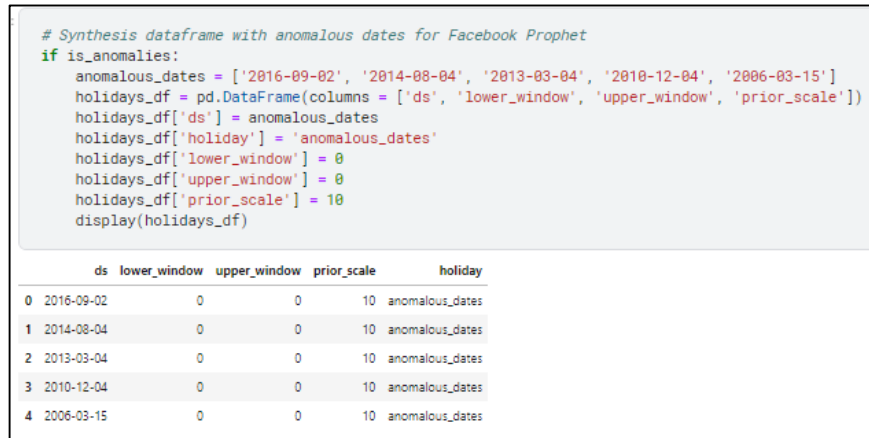 # Synthesis dataframe with anomalous dates for Facebook Prophet
if is_anomalies:
    anomalous_dates = ['2016-09-02', '2014-08-04', '2013-03-04', '2010-12-04', '2006-03-15']
    holidays_df = pd.DataFrame(columns = ['ds', 'lower_window', 'upper_window', 'prior_scale'])
    holidays_df['ds'] = anomalous_dates
    holidays_df['holiday'] = 'anomalous_dates'
    holidays_df['lower_window'] = 0
    holidays_df['upper_window'] = 0
    holidays_df['prior_scale'] = 10
    display(holidays_df)
ds lower_window upper_window prior_scale holiday
0 2016-09-02 0 0 10 anomalous_dates
1 2014-08-04 0 0 10 anomalous_dates
2 2013-03-04 0 0 10 anomalous_dates
3 2010-12-04 0 0 10 anomalous_dates
4 2006-03-15 0 0 10 anomalous_dates